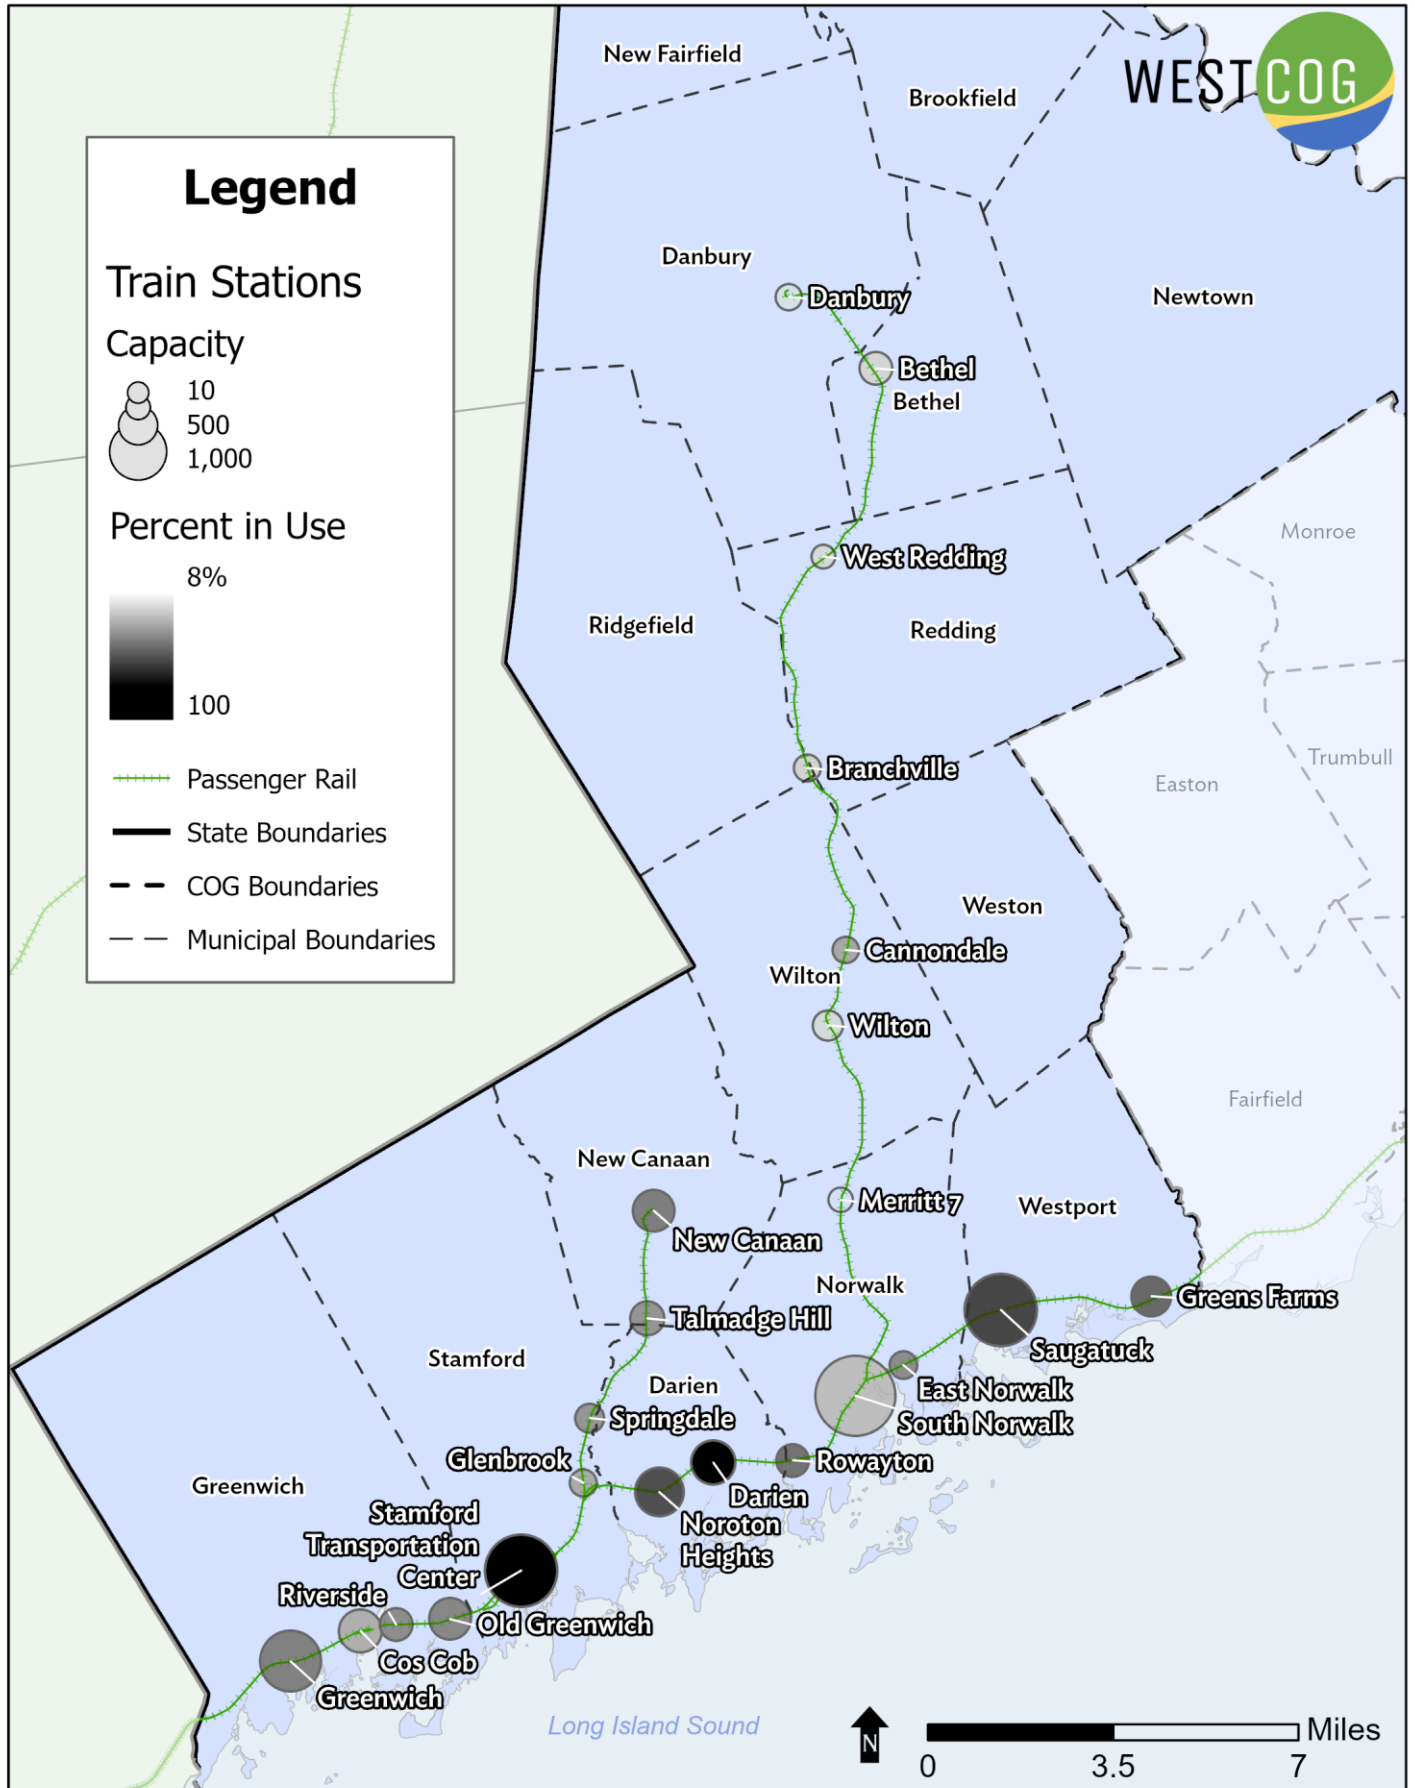 New Fairfield
Brookfield
WESTCOG
Legend
Train Stations
Capacity
10
500
1,000
Percent in Use
8%
100
Passenger Rail
State Boundaries
COG Boundaries
Municipal Boundaries
Danbury
Danbury
Newtown
Bethel
Bethel
Monroe
West Redding
Ridgefield
Redding
Trumbull
Easton
Branchville
Weston
Cannondale
Wilton
Wilton
Fairfield
New Canaan
Merritt 7
Westport
New Canaan
Norwalk
Greens Farms
Talmadge Hill
Saugatuck
Stamford
Darien
East Norwalk
South Norwalk
Springdale
Glenbrook
Rowayton
Greenwich
Darien
Stamford
Transportation
Center
Noroton
Heights
Riverside
Old Greenwich
Cos Cob
Greenwich
Long Island Sound
N
Miles
0 3.5 7